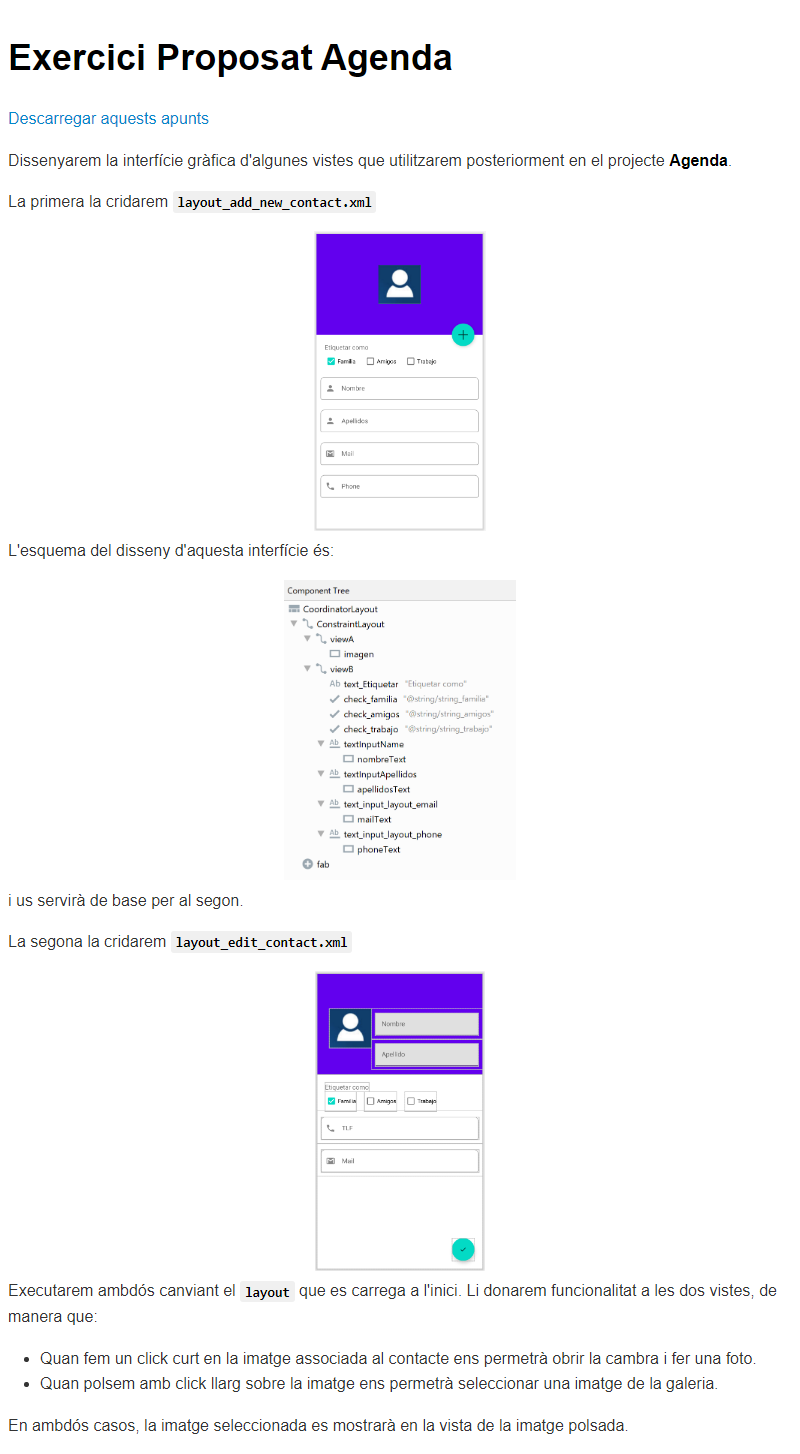 Exercici Proposat Agenda
Descarregar aquests apunts
Dissenyarem la interfície gràfica d'algunes vistes que utilitzarem posteriorment en el projecte Agenda.
La primera la cridarem layout_add_new_contact.xml
Etiquetar como
Familia Amigos Trabajo
Nombre
Apellidos
Mail
Phone
L'esquema del disseny d'aquesta interfície és:
Component Tree
CoordinatorLayout
ConstraintLayout
viewA
imagen
viewB
Ab text_Etiquetar "Etiquetar como"
check_familia "@string/string_familia"
check_amigos "@string/string_amigos"
check_trabajo "@string/string_trabajo"
Ab textInputName
nombreText
Ab textInputApellidos
apellidosText
Ab text_input_layout_email
mailText
Ab text_input_layout_phone
phoneText
fab
i us servirà de base per al segon.
La segona la cridarem layout_edit_contact.xml
Nombre
Apellido
Etiquetar como
Familia Amigos Trabajo
TLF
Mail
Executarem ambdós canviant el layout que es carrega a l'inici. Li donarem funcionalitat a les dos vistes, de
manera que:
• Quan fem un click curt en la imatge associada al contacte ens permetrà obrir la cambra i fer una foto.
• Quan polsem amb click llarg sobre la imatge ens permetrà seleccionar una imatge de la galeria.
En ambdós casos, la imatge seleccionada es mostrarà en la vista de la imatge polsada.